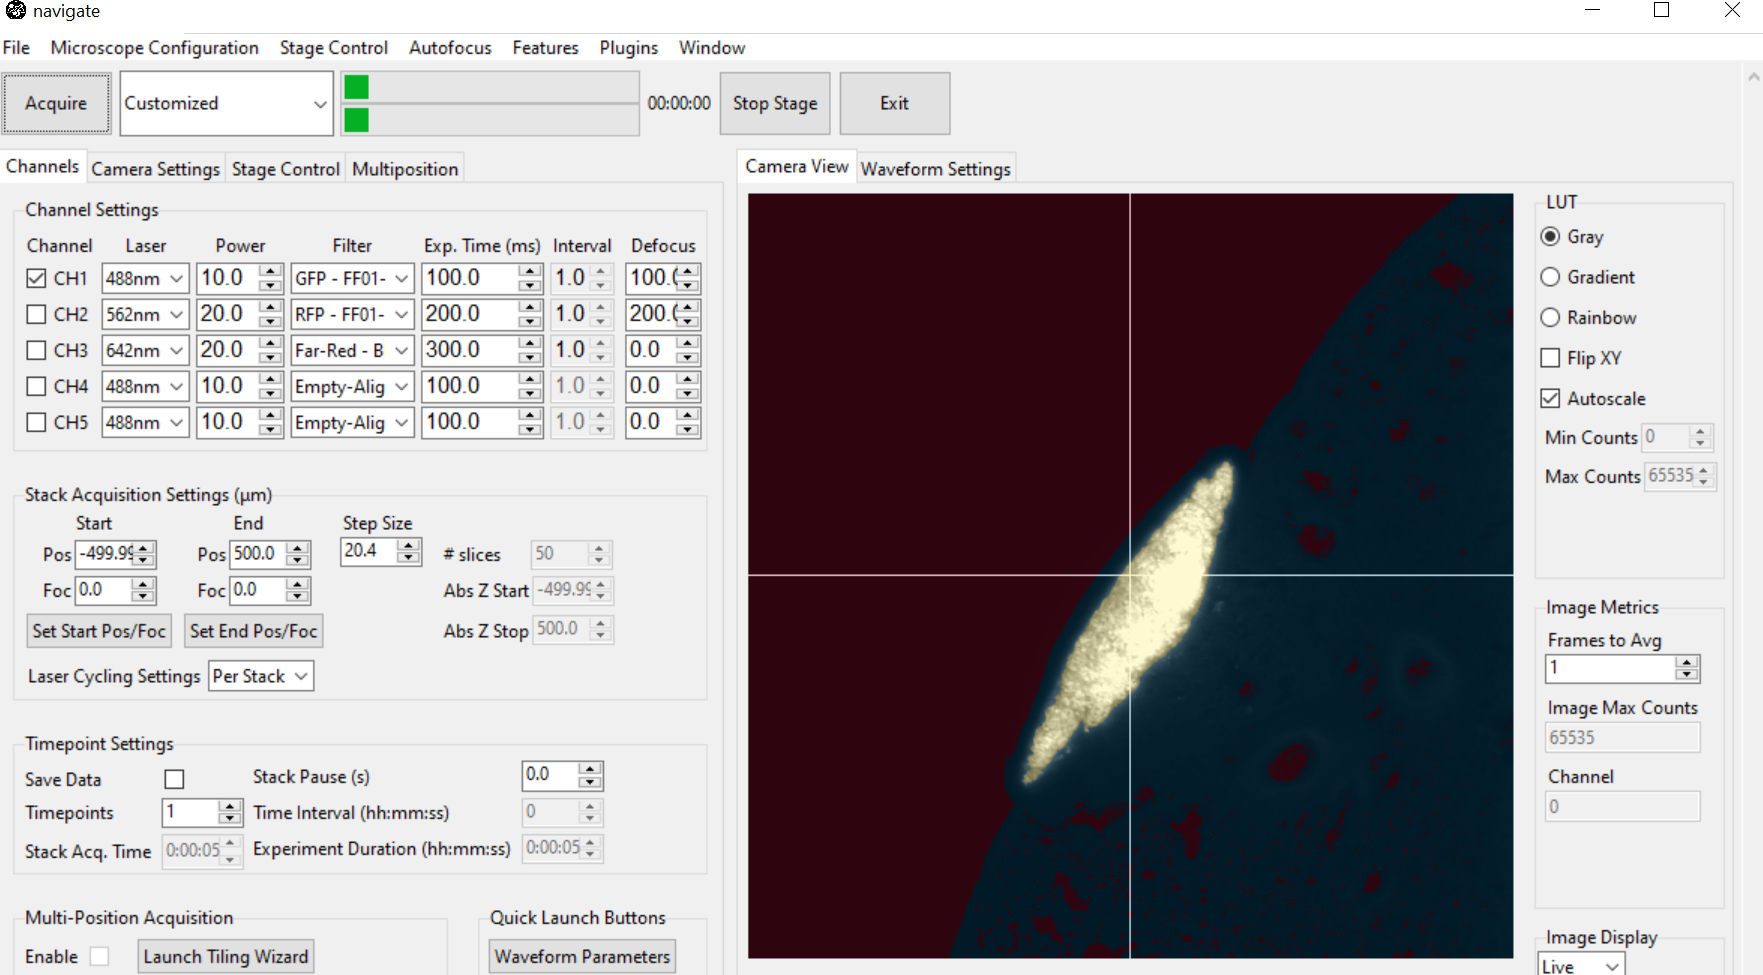 navigate
File Microscope Configuration Stage Control Autofocus Features Plugins Window
Acquire Customized 00:00:00 Stop Stage Exit
Channels Camera Settings Stage Control Multiposition
Channel Settings
Channel Laser Power Filter Exp. Time (ms) Interval Defocus
CH1 488nm 10.0 GFP - FF01- 100.0 1.0 100.0
CH2 562nm 20.0 RFP - FF01- 200.0 1.0 200.0
CH3 642nm 20.0 Far-Red - B 300.0 1.0 0.0
CH4 488nm 10.0 Empty-Alig 100.0 1.0 0.0
CH5 488nm 10.0 Empty-Alig 100.0 1.0 0.0
Stack Acquisition Settings (µm)
Start End Step Size
Pos -499.99 Pos 500.0 20.4 # slices 50
Foc 0.0 Foc 0.0 Abs Z Start -499.99
Set Start Pos/Foc Set End Pos/Foc Abs Z Stop 500.0
Laser Cycling Settings Per Stack
Timepoint Settings
Save Data Stack Pause (s) 0.0
Timepoints 1 Time Interval (hh:mm:ss) 0
Stack Acq. Time 0:00:05 Experiment Duration (hh:mm:ss) 0:00:05
Multi-Position Acquisition
Enable Launch Tiling Wizard
Quick Launch Buttons
Waveform Parameters
Camera View Waveform Settings
LUT
Gray
Gradient
Rainbow
Flip XY
Autoscale
Min Counts 0
Max Counts 65535
Image Metrics
Frames to Avg
1
Image Max Counts
65535
Channel
0
Image Display
Live